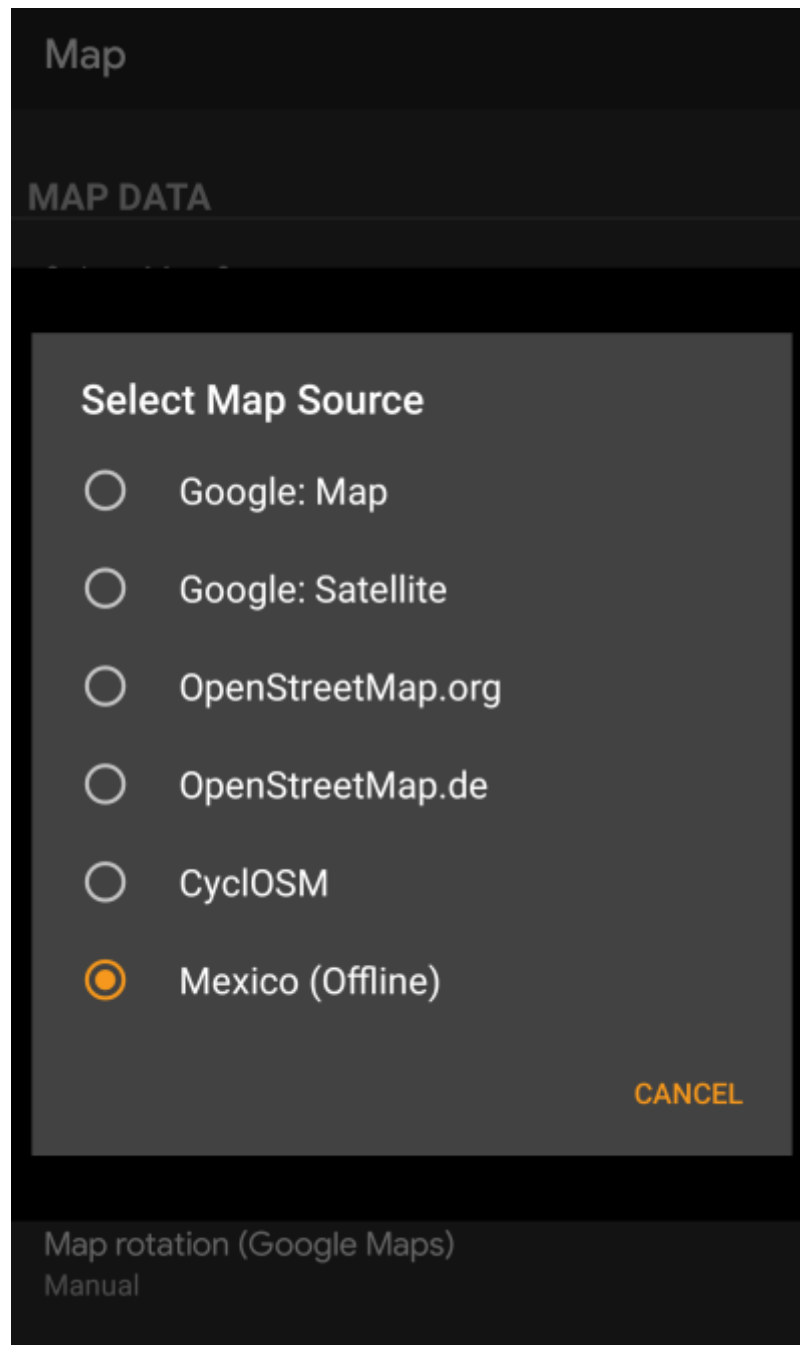 Map
MAP DATA
Select Map Source
Google: Map
Google: Satellite
OpenStreetMap.org
OpenStreetMap.de
CyclOSM
Mexico (Offline)
CANCEL
Map rotation (Google Maps)
Manual